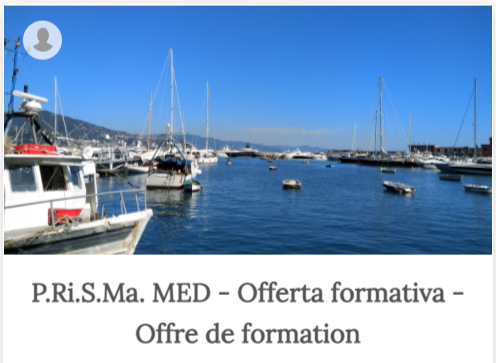 P.Ri.S.Ma. MED - Offerta formativa -
Offre de formation